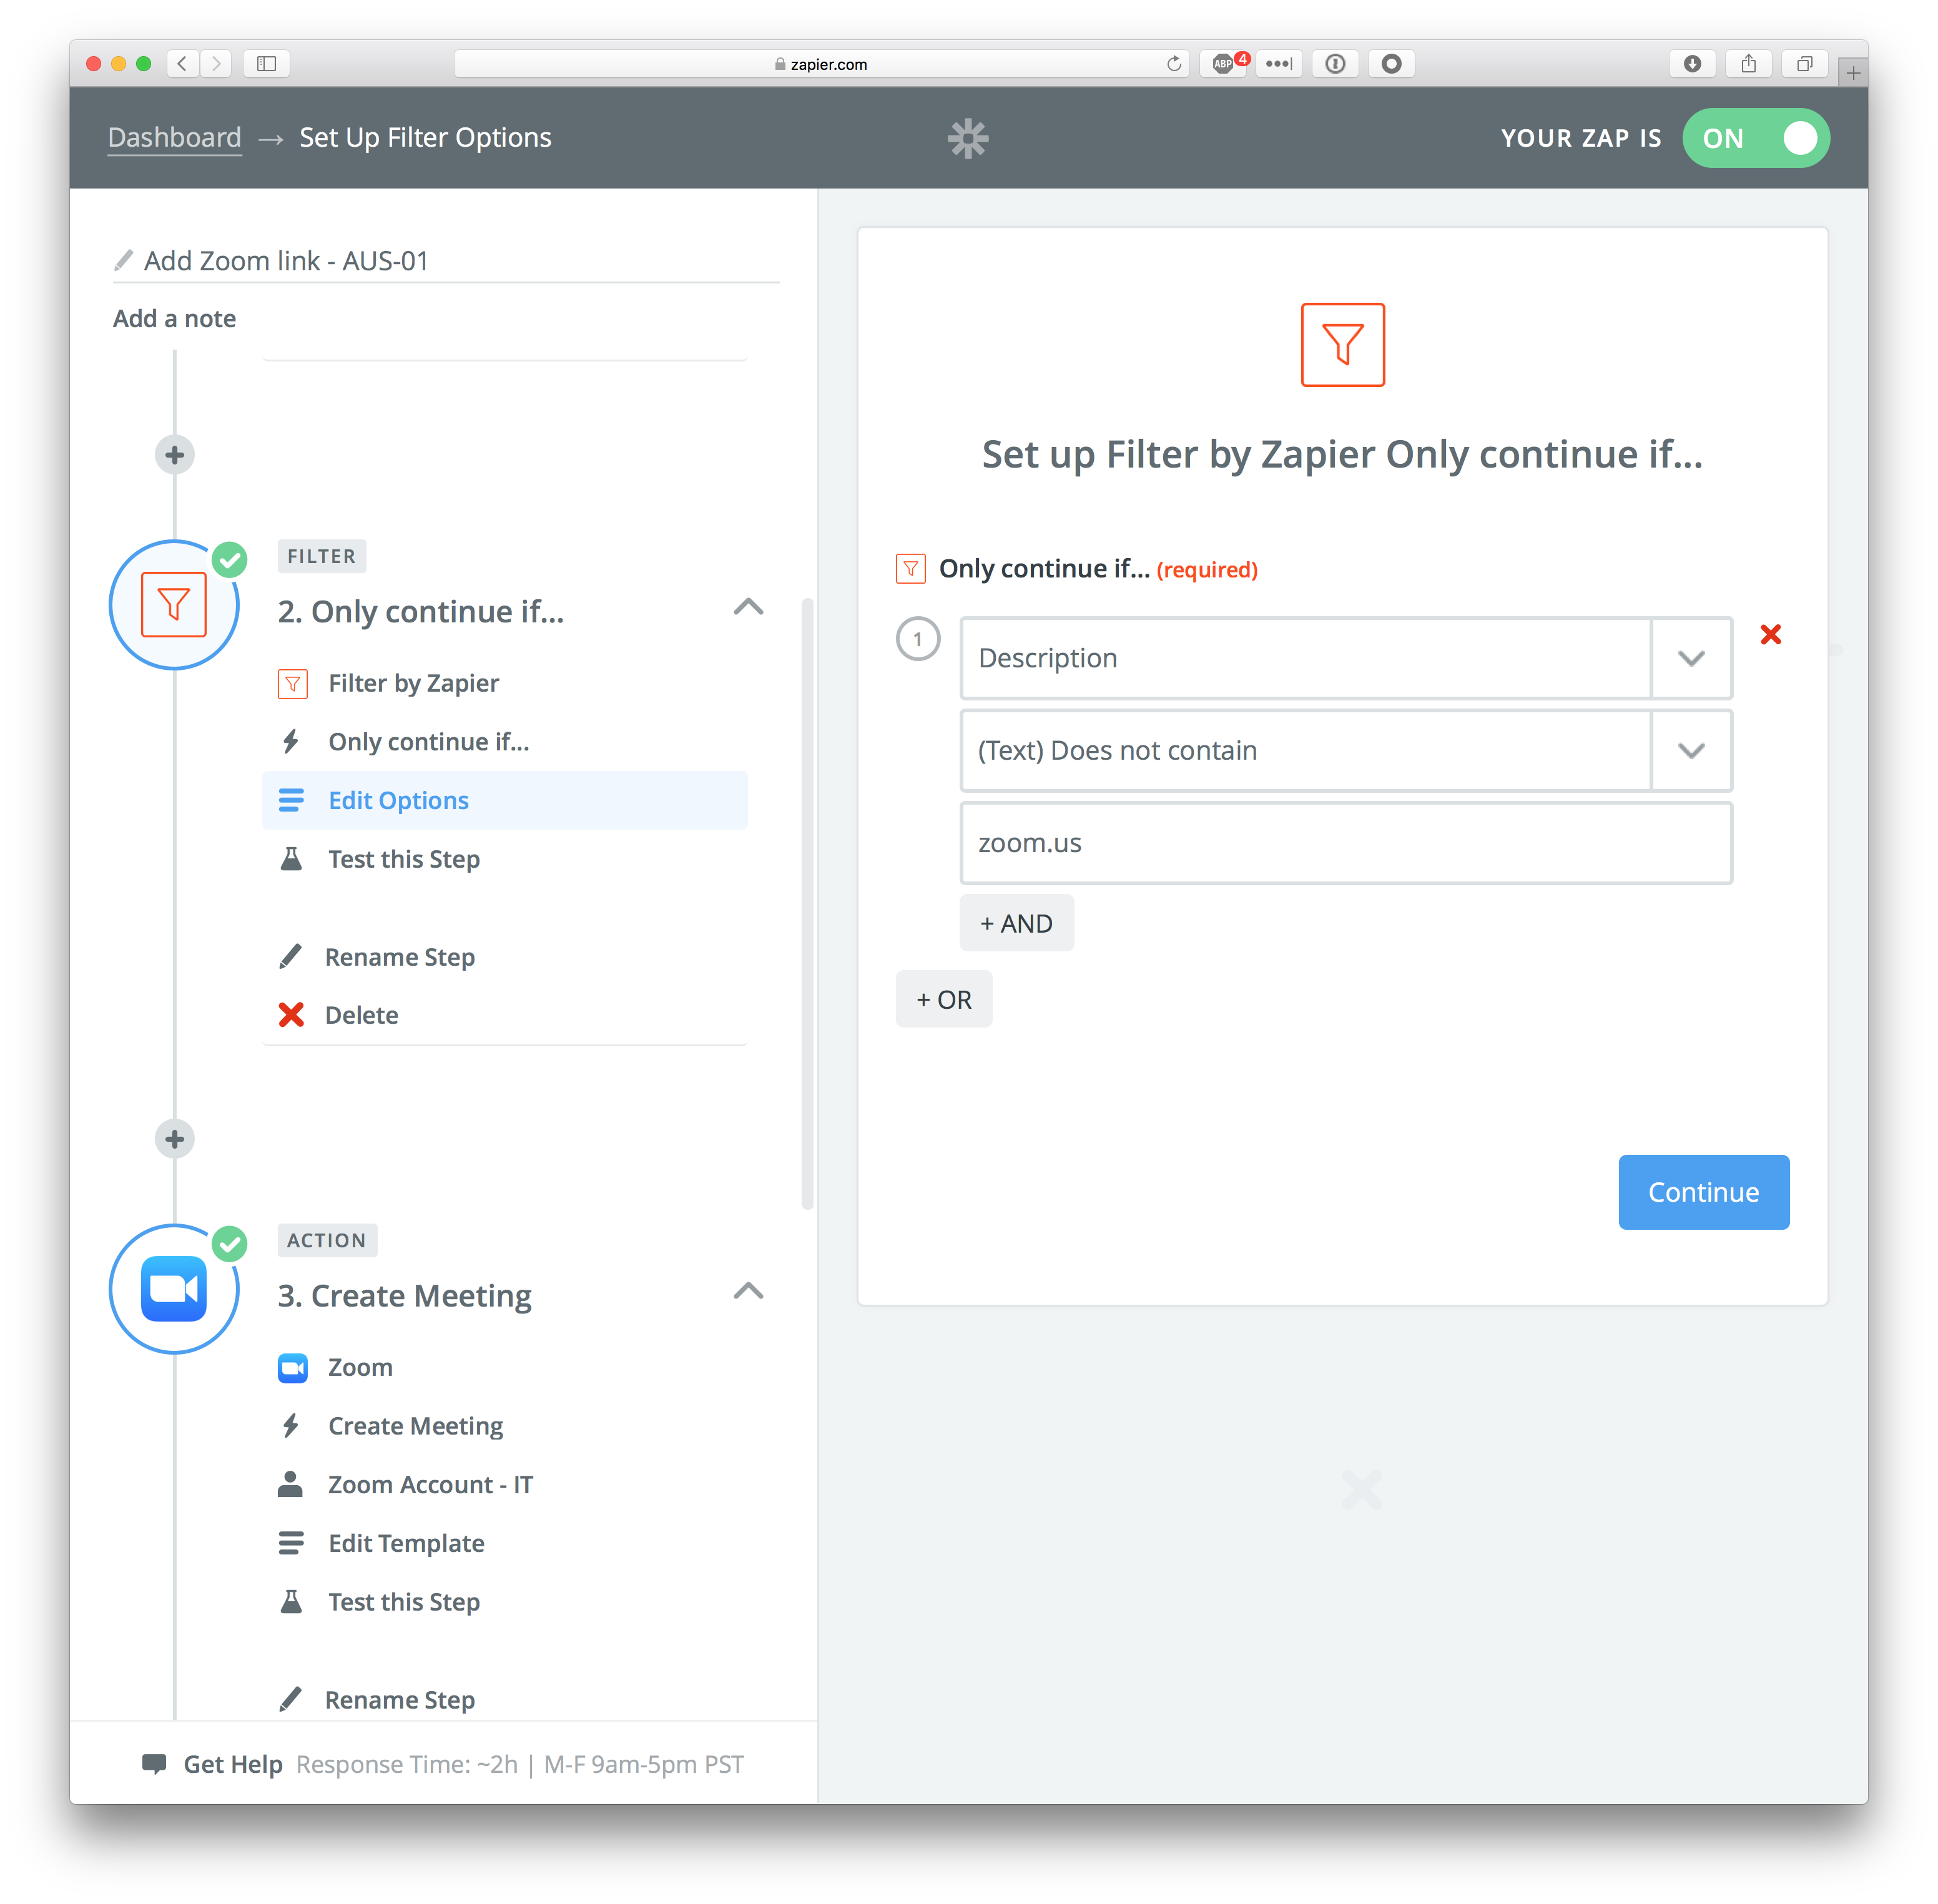 zapier.com
ABP
4
Dashboard → Set Up Filter Options
YOUR ZAP IS ON
Add Zoom link - AUS-01
Add a note
FILTER
2. Only continue if...
Filter by Zapier
Only continue if...
Edit Options
Test this Step
Rename Step
Delete
ACTION
3. Create Meeting
Zoom
Create Meeting
Zoom Account - IT
Edit Template
Test this Step
Rename Step
Get Help Response Time: ~2h | M-F 9am-5pm PST
Set up Filter by Zapier Only continue if...
Only continue if... (required)
1
Description
(Text) Does not contain
zoom.us
+ AND
+ OR
Continue